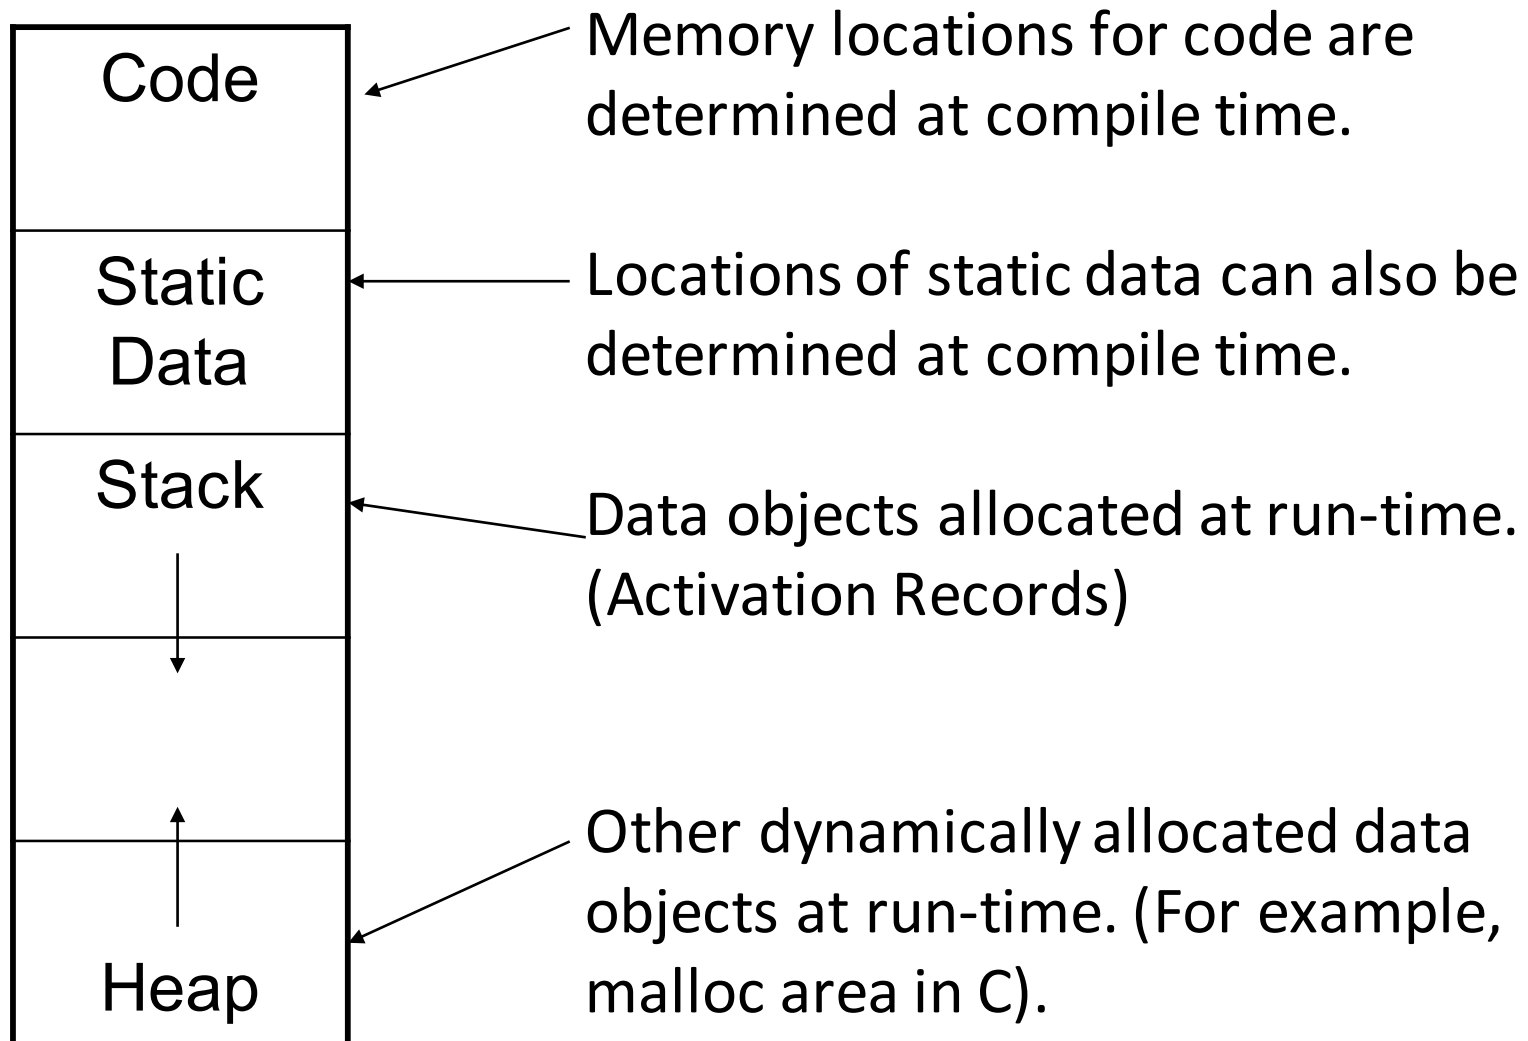 Code
Memory locations for code are
determined at compile time.
Static
Data
Locations of static data can also be
determined at compile time.
Stack
Data objects allocated at run-time.
(Activation Records)
Other dynamically allocated data
objects at run-time. (For example,
malloc area in C).
Heap